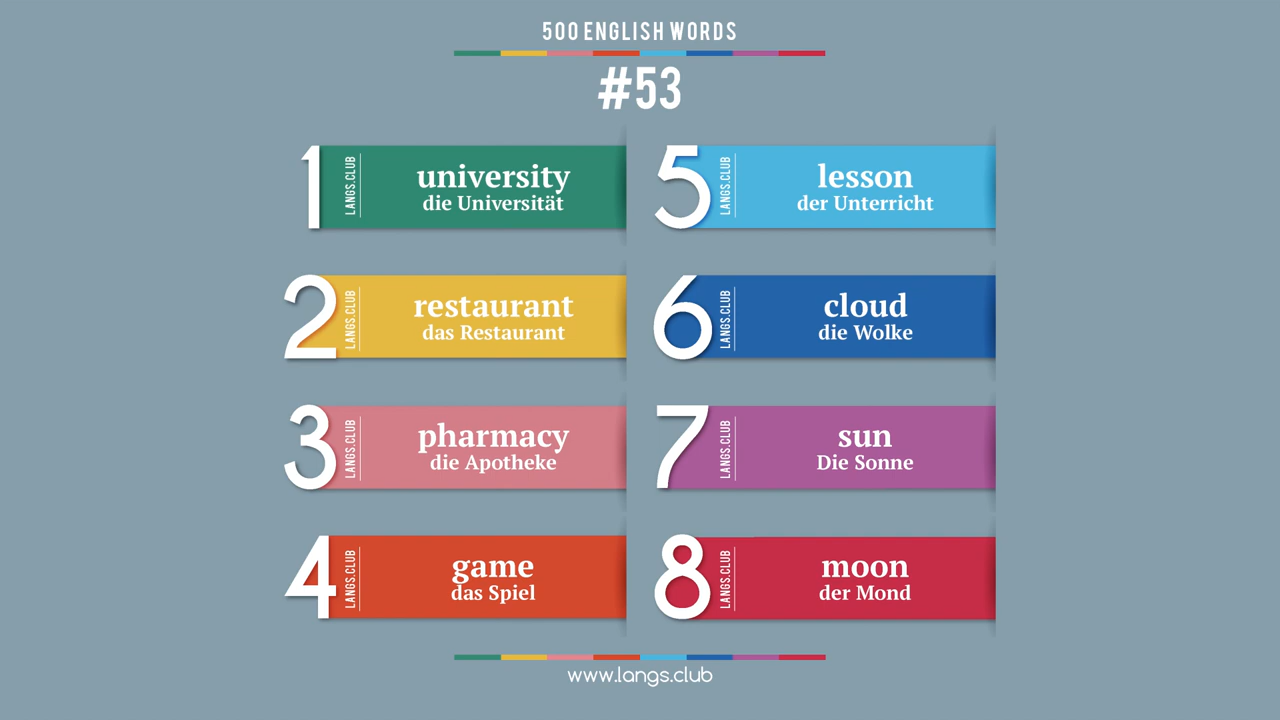 500 ENGLISH WORDS
#53
1
LANGS.CLUB
university
die Universität
2
LANGS.CLUB
restaurant
das Restaurant
3
LANGS.CLUB
pharmacy
die Apotheke
4
LANGS.CLUB
game
das Spiel
5
LANGS.CLUB
lesson
der Unterricht
6
LANGS.CLUB
cloud
die Wolke
7
LANGS.CLUB
sun
Die Sonne
8
LANGS.CLUB
moon
der Mond
www.langs.club